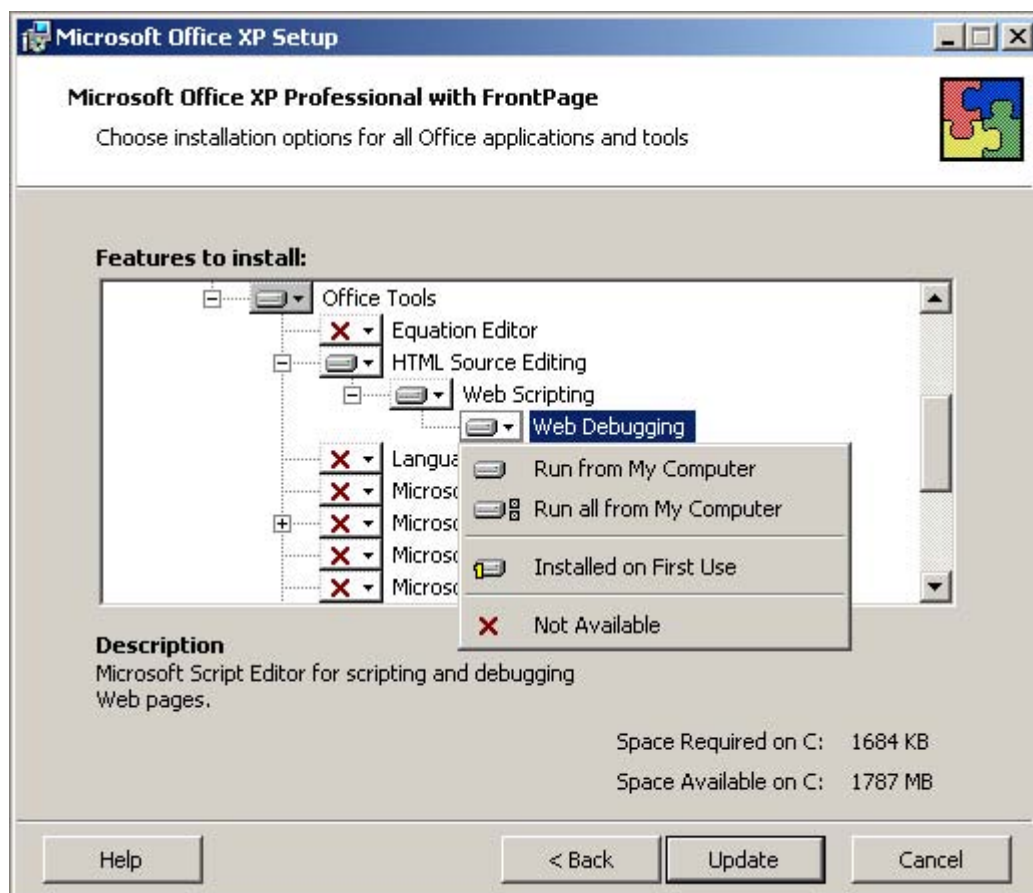 Microsoft Office XP Setup
Microsoft Office XP Professional with FrontPage
Choose installation options for all Office applications and tools
Features to install:
Office Tools
Equation Editor
HTML Source Editing
Web Scripting
Web Debugging
Run from My Computer
Run all from My Computer
Installed on First Use
Not Available
Description
Microsoft Script Editor for scripting and debugging
Web pages.
Space Required on C: 1684 KB
Space Available on C: 1787 MB
Help
< Back
Update
Cancel